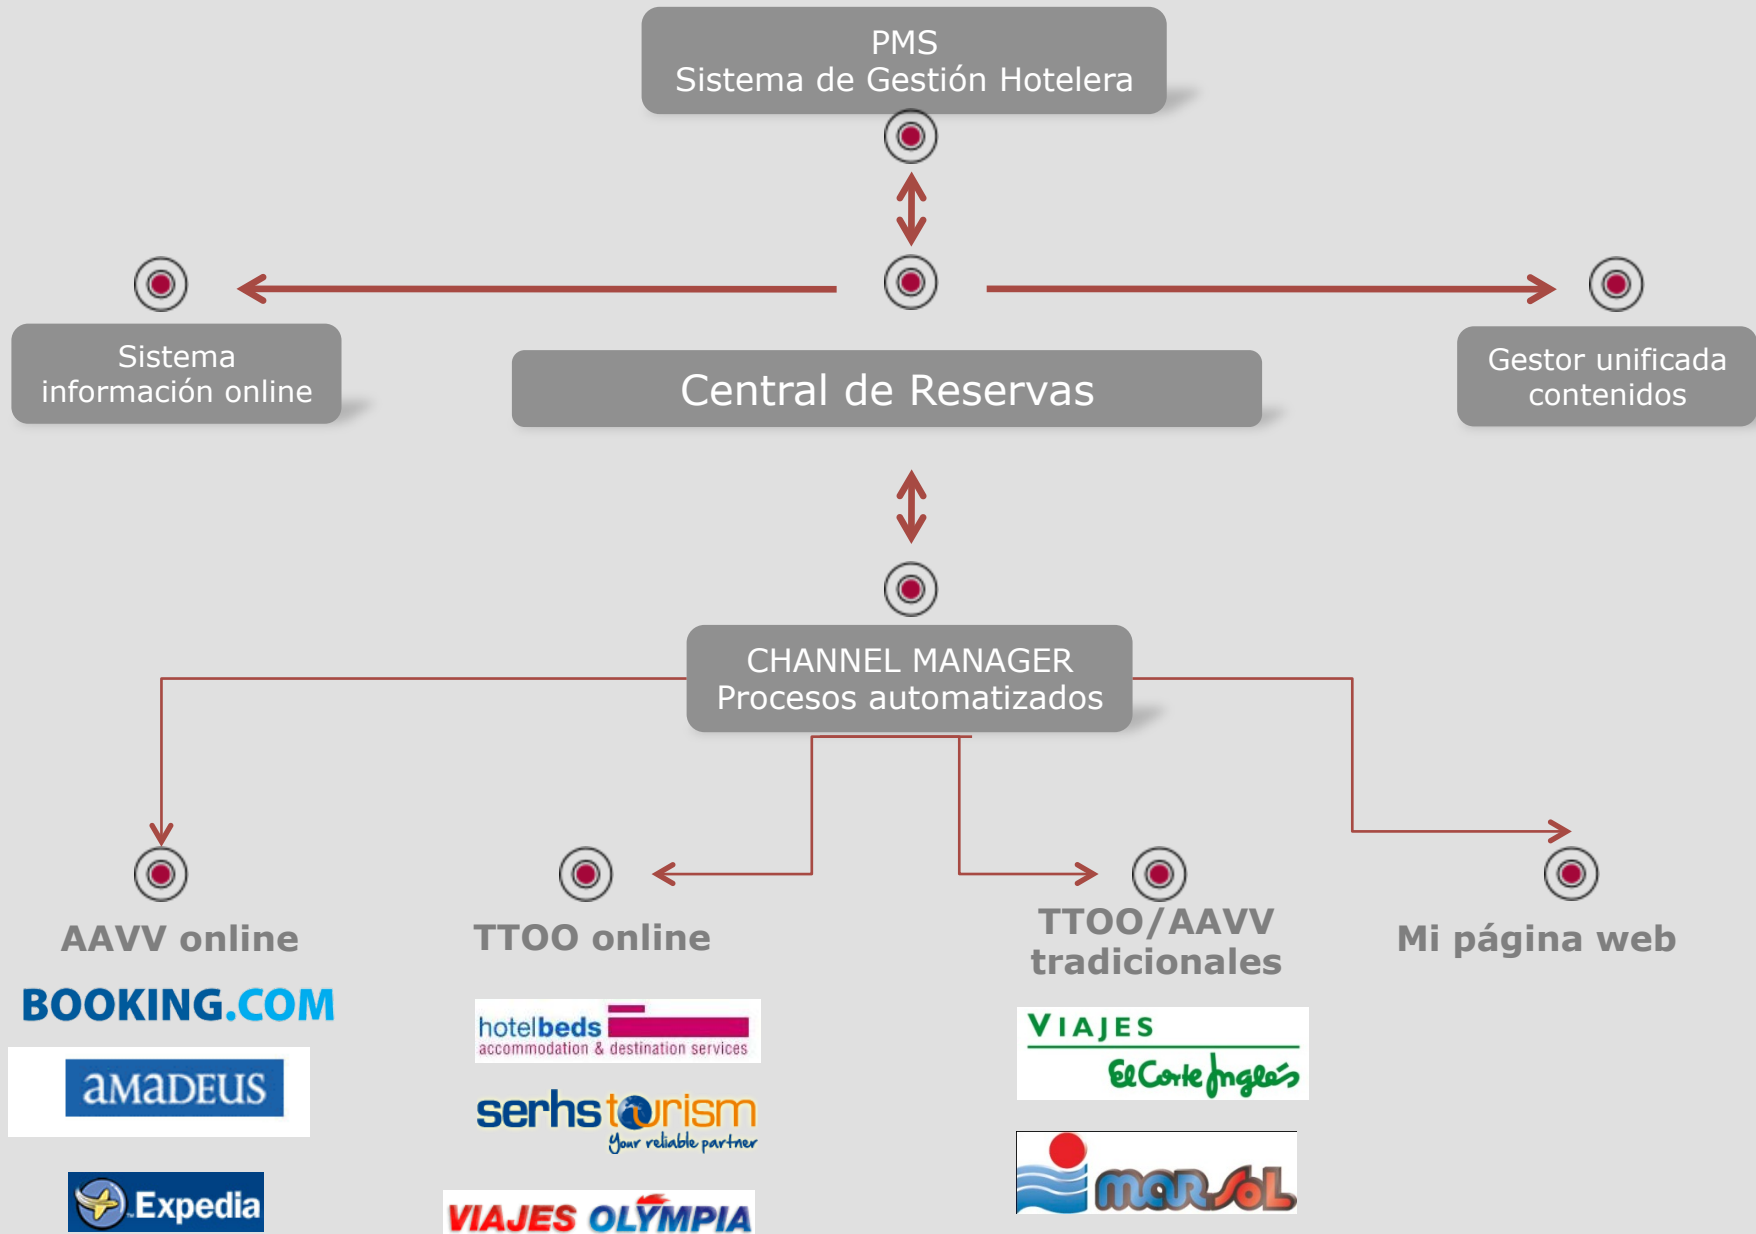 PMS
Sistema de Gestión Hotelera
Sistema
información online
Central de Reservas
Gestor unificada
contenidos
CHANNEL MANAGER
Procesos automatizados
AAVV online
TTOO online
TTOO/AAVV
tradicionales
Mi página web
BOOKING.COM
aMaDEUS
Expedia
hotelbeds
accommodation & destination services
serhstourism
Your reliable partner
VIAJES OLYMPIA
VIAJES
El Corte Inglés
marsol